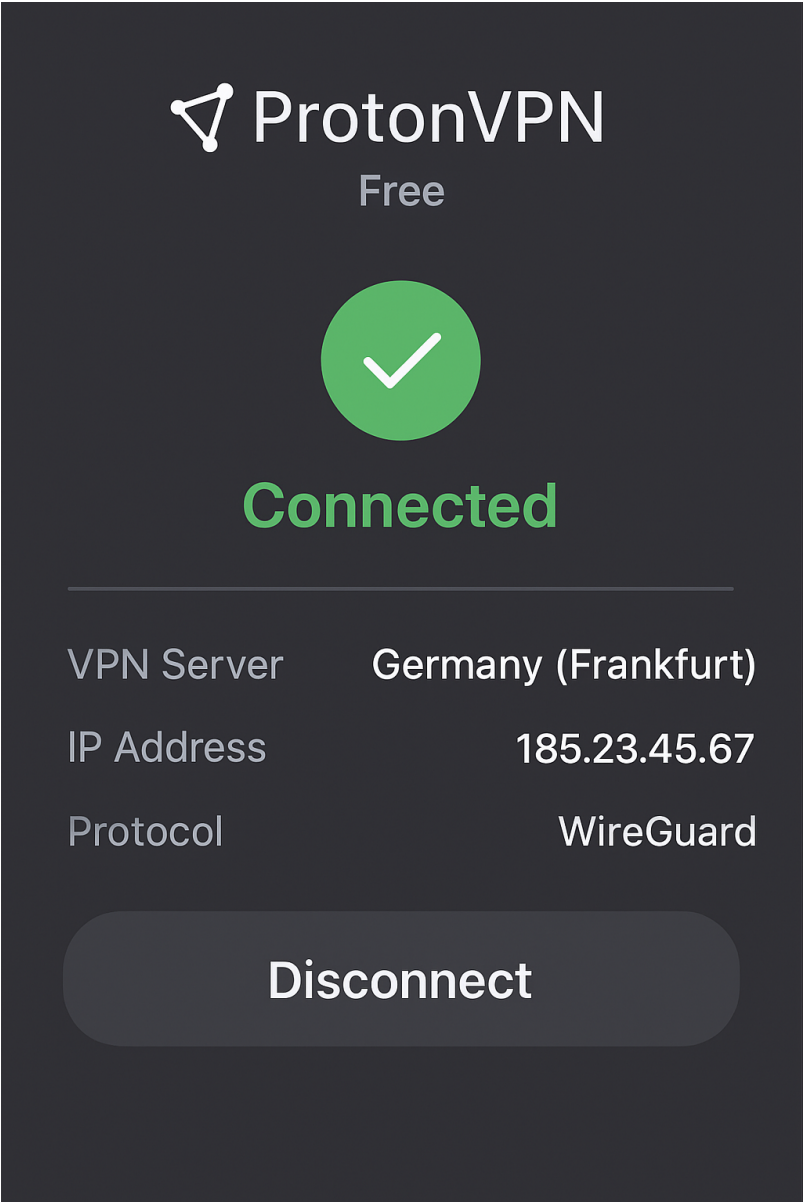 ProtonVPN
Free
Connected
VPN Server Germany (Frankfurt)
IP Address 185.23.45.67
Protocol WireGuard
Disconnect